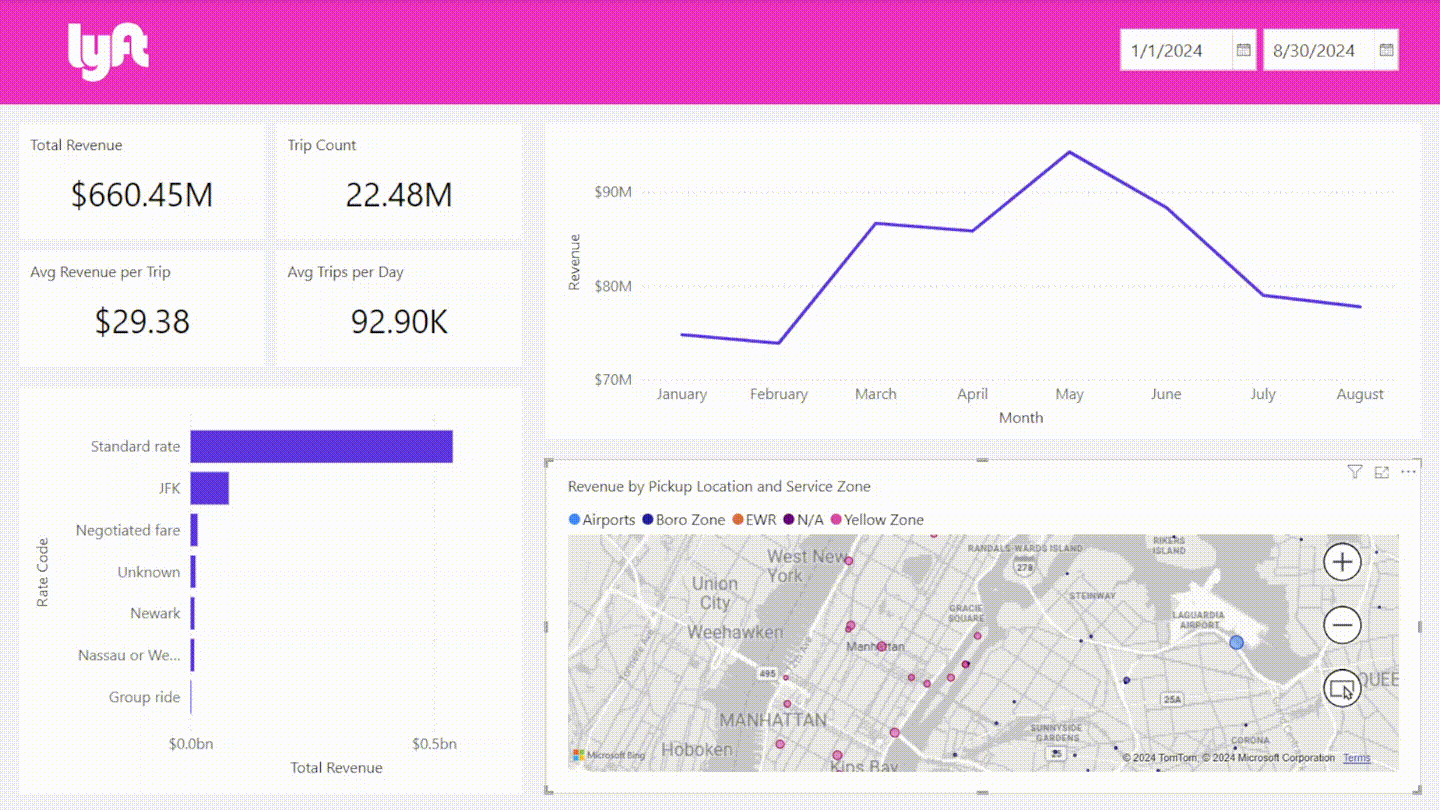 lyft
1/1/2024
8/30/2024
Total Revenue
$660.45M
Trip Count
22.48M
Avg Revenue per Trip
$29.38
Avg Trips per Day
92.90K
Revenue
$90M
$80M
$70M
January February March April May June July August
Month
Rate Code
Standard rate
JFK
Negotiated fare
Unknown
Newark
Nassau or We...
Group ride
$0.0bn $0.5bn
Total Revenue
Revenue by Pickup Location and Service Zone
Airports Boro Zone EWR N/A Yellow Zone
West New
York
Union
City
Weehawken
Manhattan
MANHATTAN
Hoboken
Kips Bay
495
12th Ave
GRACIE
SQUARE
RANDALS-WARDS ISLAND
278
RIKERS
ISLAND
STEINWAY
LAGUARDIA
AIRPORT
QUEE
25A
SUNNYSIDE
GARDENS
25
CORONA
Microsoft Bing
© 2024 TomTom, © 2024 Microsoft Corporation Terms